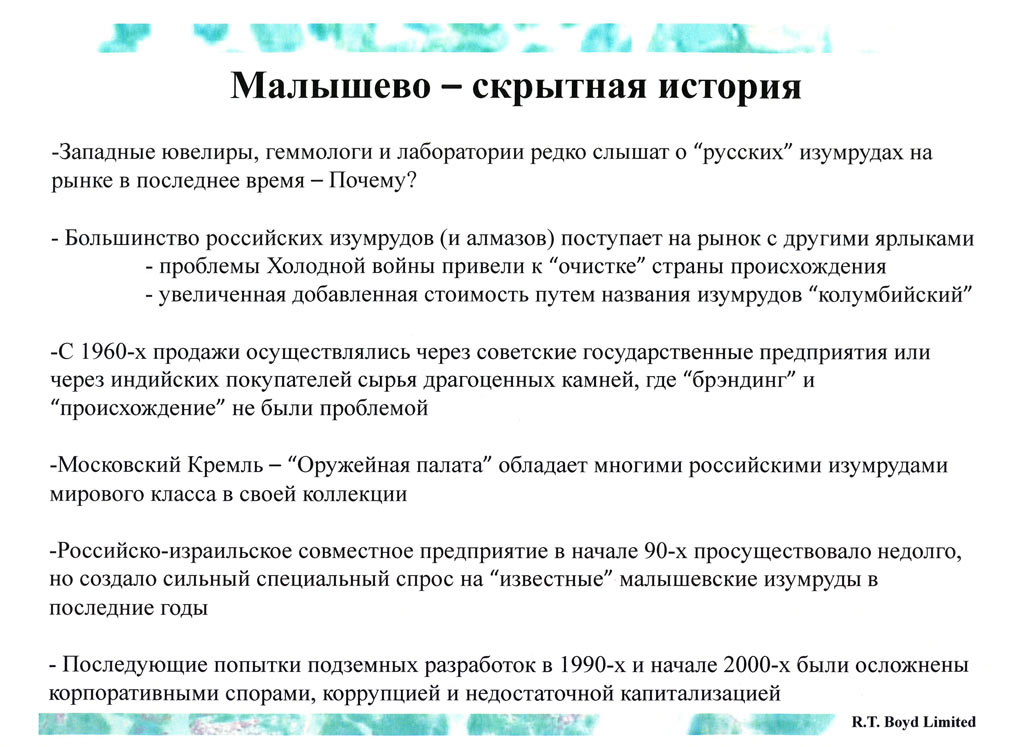 Малышево – скрытная история
-Западные ювелиры, геммологи и лаборатории редко слышат о “русских” изумрудах на
рынке в последнее время – Почему?
- Большинство российских изумрудов (и алмазов) поступает на рынок с другими ярлыками
- проблемы Холодной войны привели к “очистке” страны происхождения
- увеличенная добавленная стоимость путем названия изумрудов “колумбийский”
-С 1960-х продажи осуществлялись через советские государственные предприятия или
через индийских покупателей сырья драгоценных камней, где “брэндинг” и
“происхождение” не были проблемой
-Московский Кремль – “Оружейная палата” обладает многими российскими изумрудами
мирового класса в своей коллекции
-Российско-израильское совместное предприятие в начале 90-х просуществовало недолго,
но создало сильный специальный спрос на “известные” малышевские изумруды в
последние годы
- Последующие попытки подземных разработок в 1990-х и начале 2000-х были осложнены
корпоративными спорами, коррупцией и недостаточной капитализацией
R.T. Boyd Limited